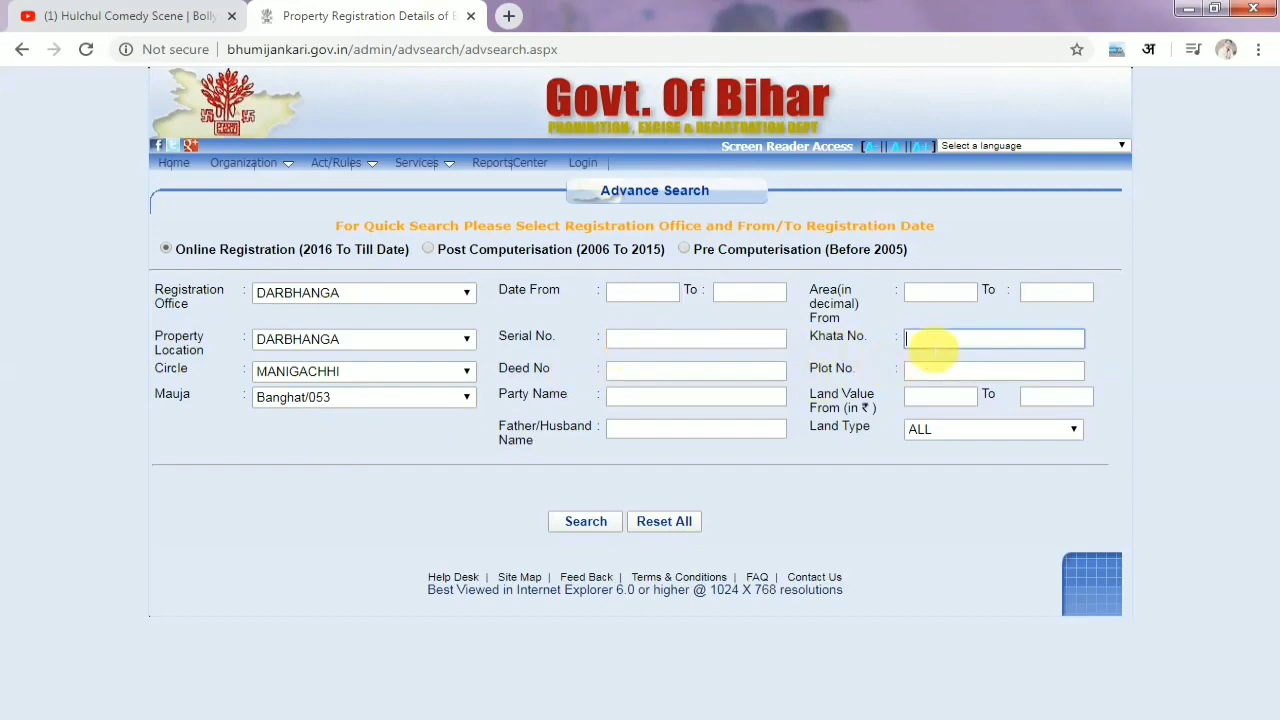 (1) Hulchul Comedy Scene | Bolly
Property Registration Details of B
Not secure | bhumijankari.gov.in/admin/advsearch/advsearch.aspx
अ
Govt. Of Bihar
PROHIBITION, EXCISE & REGISTRATION DEPT
Screen Reader Access [A-||A||A+] Select a language
Home Organization Act/Rules Services ReportsCenter Login
Advance Search
For Quick Search Please Select Registration Office and From/To Registration Date
Online Registration (2016 To Till Date) Post Computerisation (2006 To 2015) Pre Computerisation (Before 2005)
Registration Office : DARBHANGA Date From : To : Area(in decimal) From : To :
Property Location : DARBHANGA Serial No. : Khata No. :
Circle : MANIGACHHI Deed No : Plot No. :
Mauja : Banghat/053 Party Name : Land Value From (in ₹ ) : To
Father/Husband Name : Land Type : ALL
Search Reset All
Help Desk | Site Map | Feed Back | Terms & Conditions | FAQ | Contact Us
Best Viewed in Internet Explorer 6.0 or higher @ 1024 X 768 resolutions